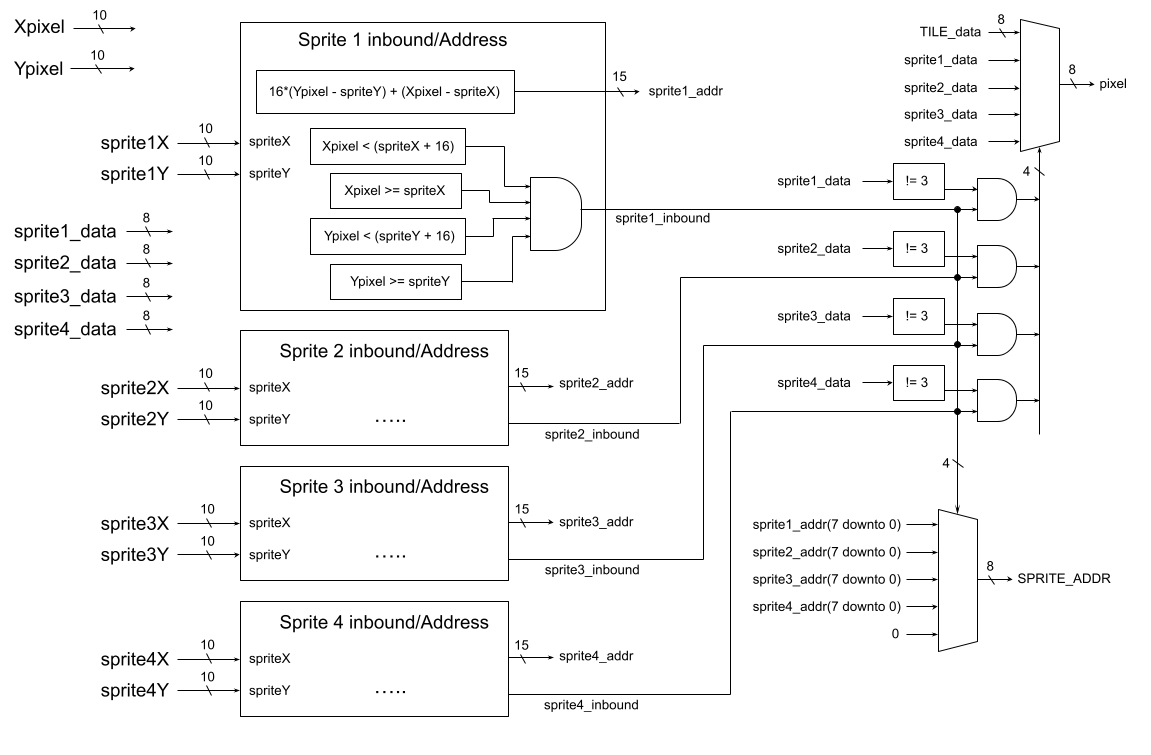 Xpixel
10
Ypixel
10
Sprite 1 inbound/Address
16*(Ypixel - spriteY) + (Xpixel - spriteX)
15
sprite1_addr
sprite1X
10
spriteX
sprite1Y
10
spriteY
Xpixel < (spriteX + 16)
Xpixel >= spriteX
Ypixel < (spriteY + 16)
Ypixel >= spriteY
sprite1_inbound
sprite1_data
8
sprite2_data
8
sprite3_data
8
sprite4_data
8
Sprite 2 inbound/Address
sprite2X
10
spriteX
15
sprite2_addr
sprite2Y
10
spriteY
.....
sprite2_inbound
Sprite 3 inbound/Address
sprite3X
10
spriteX
15
sprite3_addr
sprite3Y
10
spriteY
.....
sprite3_inbound
Sprite 4 inbound/Address
sprite4X
10
spriteX
15
sprite4_addr
sprite4Y
10
spriteY
.....
sprite4_inbound
TILE_data
8
sprite1_data
sprite2_data
sprite3_data
sprite4_data
8
pixel
4
sprite1_data
!= 3
sprite2_data
!= 3
sprite3_data
!= 3
sprite4_data
!= 3
4
sprite1_addr(7 downto 0)
sprite2_addr(7 downto 0)
sprite3_addr(7 downto 0)
sprite4_addr(7 downto 0)
0
8
SPRITE_ADDR